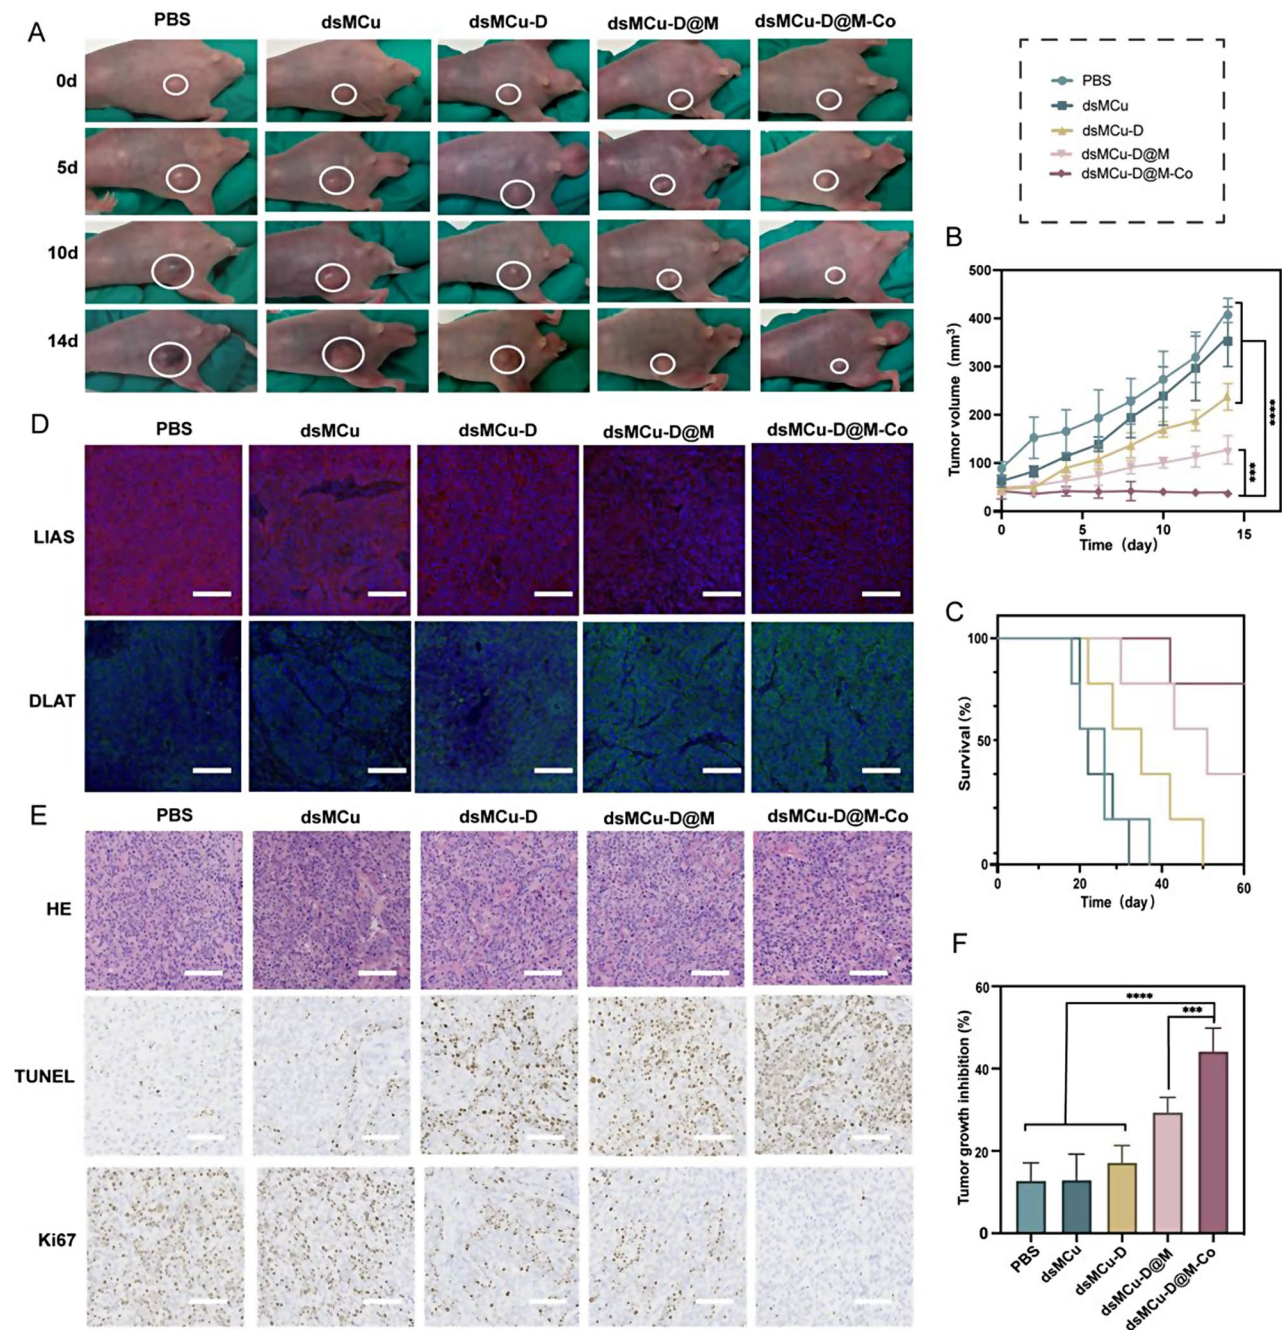 A
PBS
dsMCu
dsMCu-D
dsMCu-D@M
dsMCu-D@M-Co
0d
5d
10d
14d
PBS
dsMCu
dsMCu-D
dsMCu-D@M
dsMCu-D@M-Co
B
500
400
300
200
100
0
Tumor volume (mm³)
0
5
10
15
Time (day)
****
***
D
PBS
dsMCu
dsMCu-D
dsMCu-D@M
dsMCu-D@M-Co
LIAS
DLAT
C
100
50
0
Survival (%)
0
20
40
60
Time (day)
E
PBS
dsMCu
dsMCu-D
dsMCu-D@M
dsMCu-D@M-Co
HE
TUNEL
Ki67
F
60
40
20
0
Tumor growth inhibition (%)
****
***
PBS
dsMCu
dsMCu-D
dsMCu-D@M
dsMCu-D@M-Co